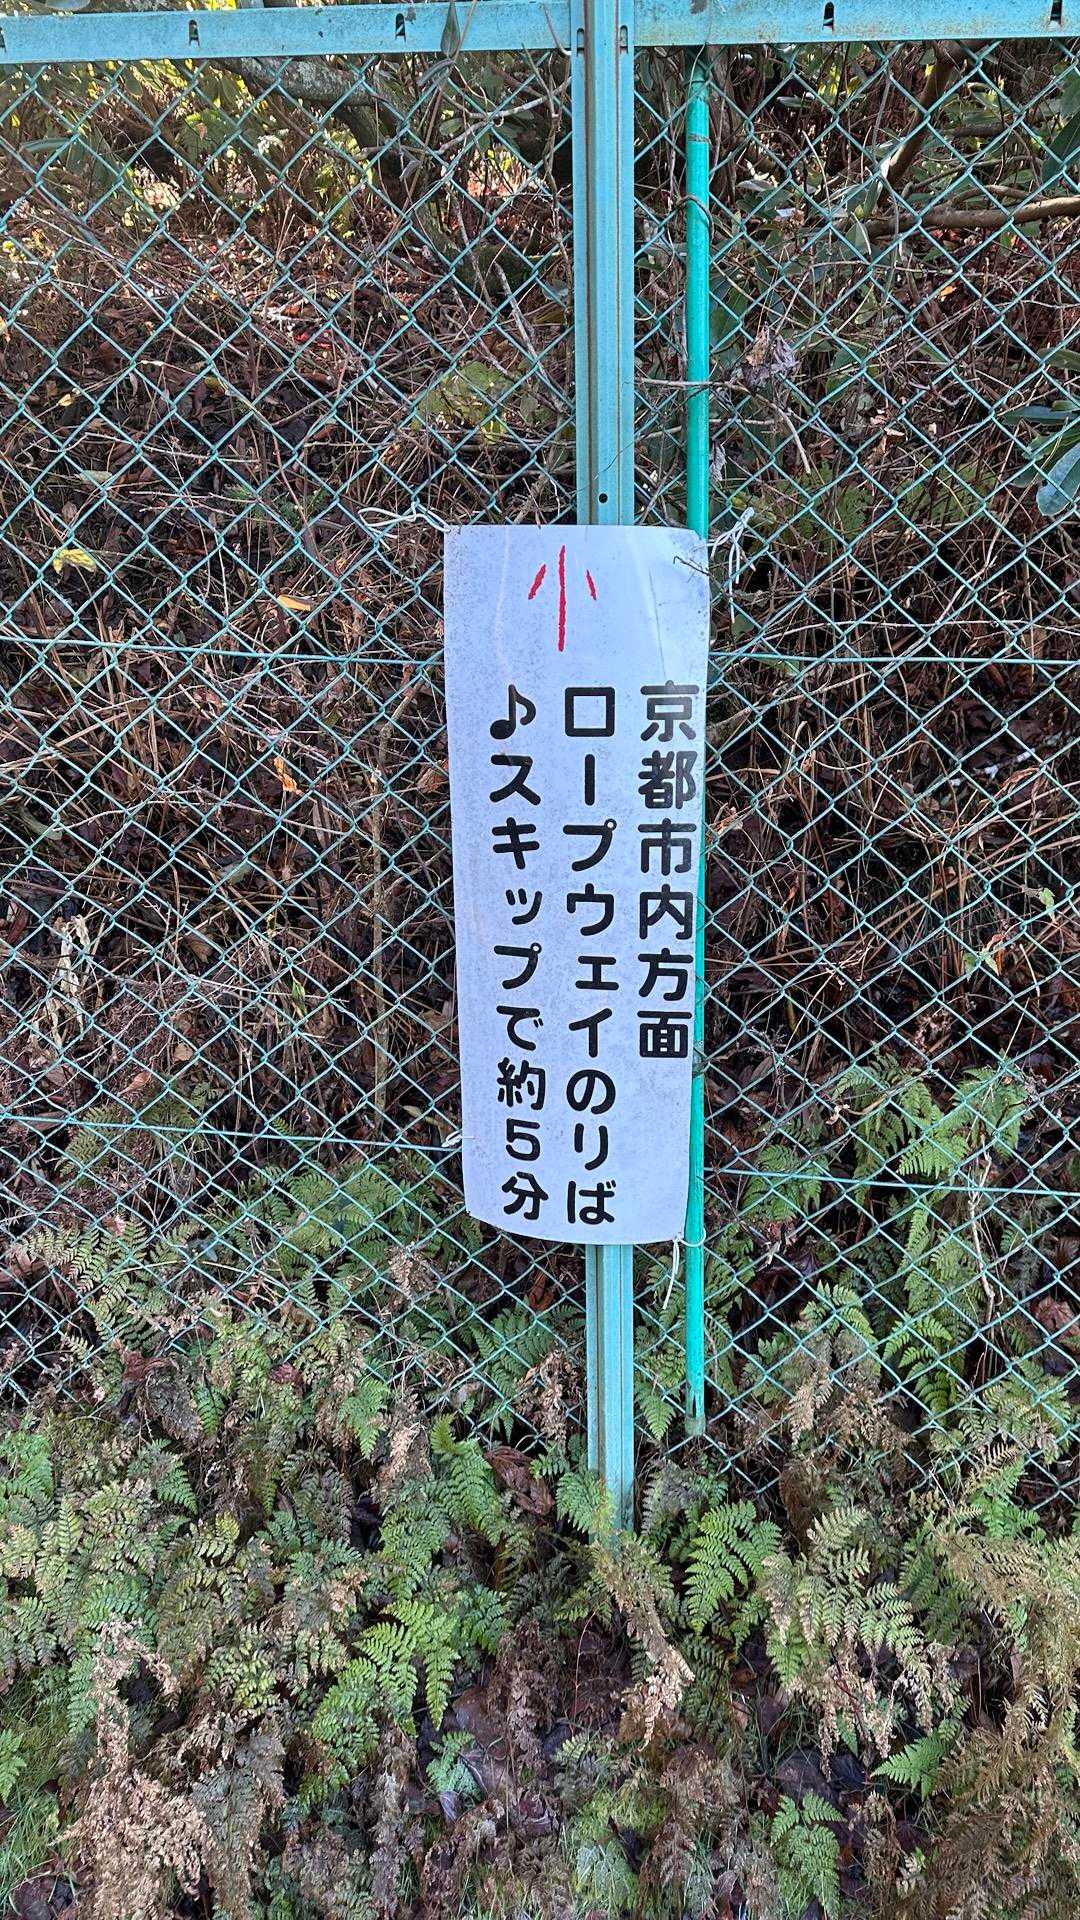 京都市内方面
ロープウェイのりば
♪スキップで約5分